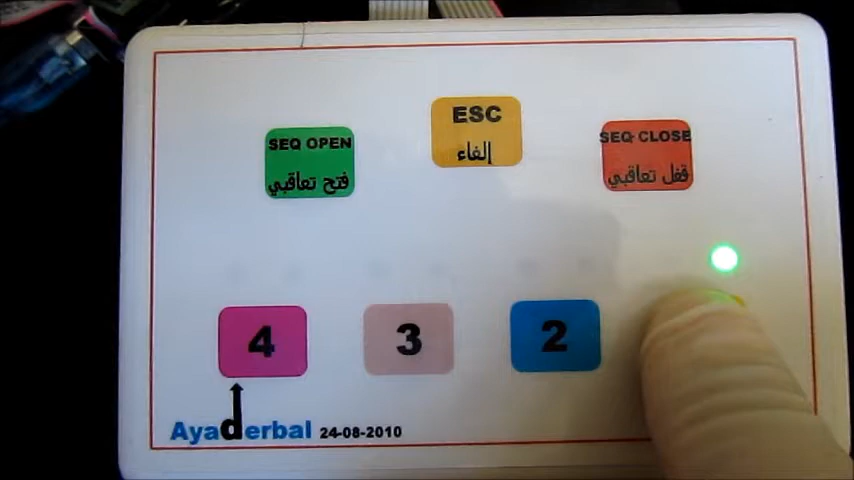 ESC
إلغاء
SEQ OPEN
فتح تعاقبي
SEQ CLOSE
قفل تعاقبي
4
3
2
Ayaderbal 24-08-2010